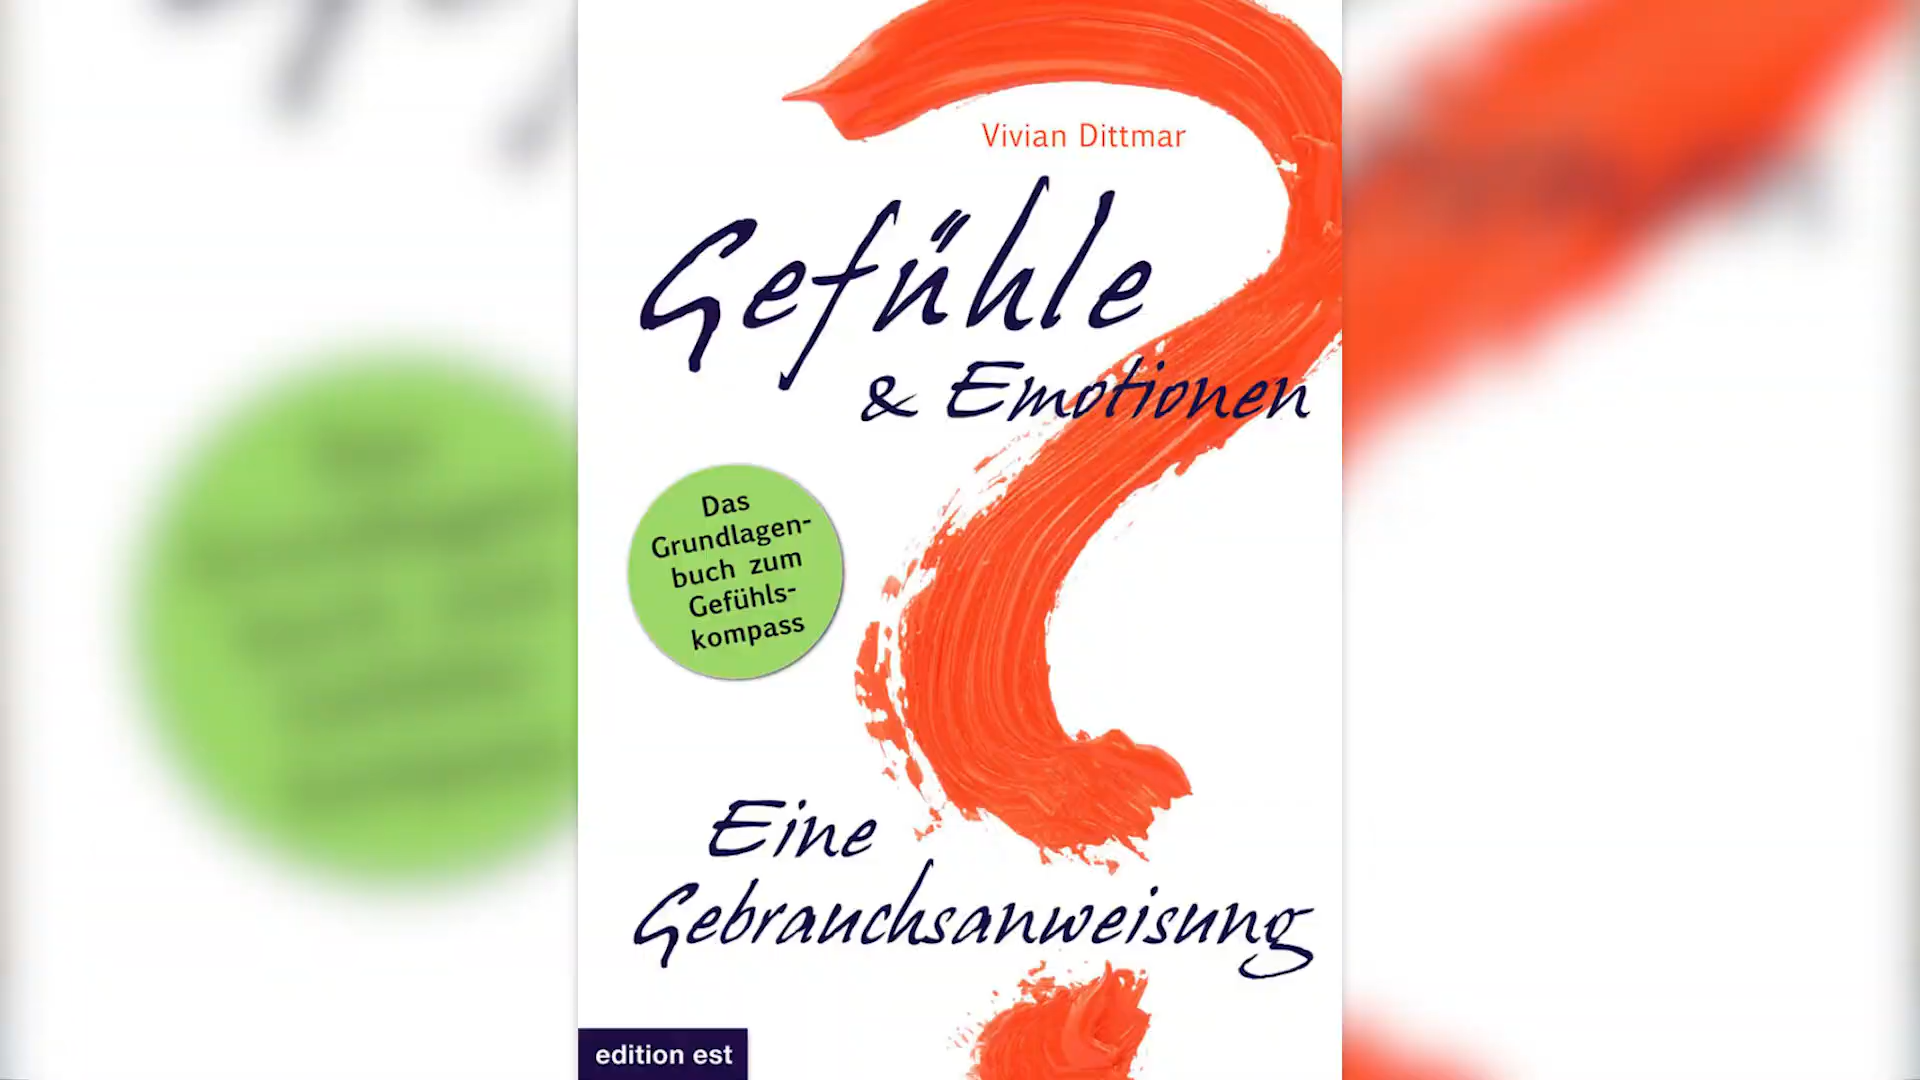 Vivian Dittmar
Gefühle
& Emotionen
Das
Grundlagen-
buch zum
Gefühls-
kompass
Eine
Gebrauchsanweisung
edition est